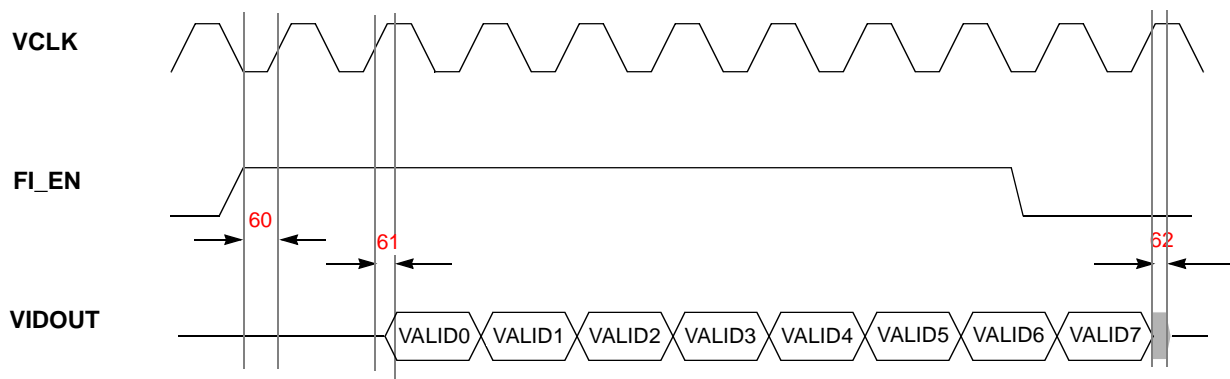 VCLK
FI_EN
60
61
62
VIDOUT
VALID0 VALID1 VALID2 VALID3 VALID4 VALID5 VALID6 VALID7